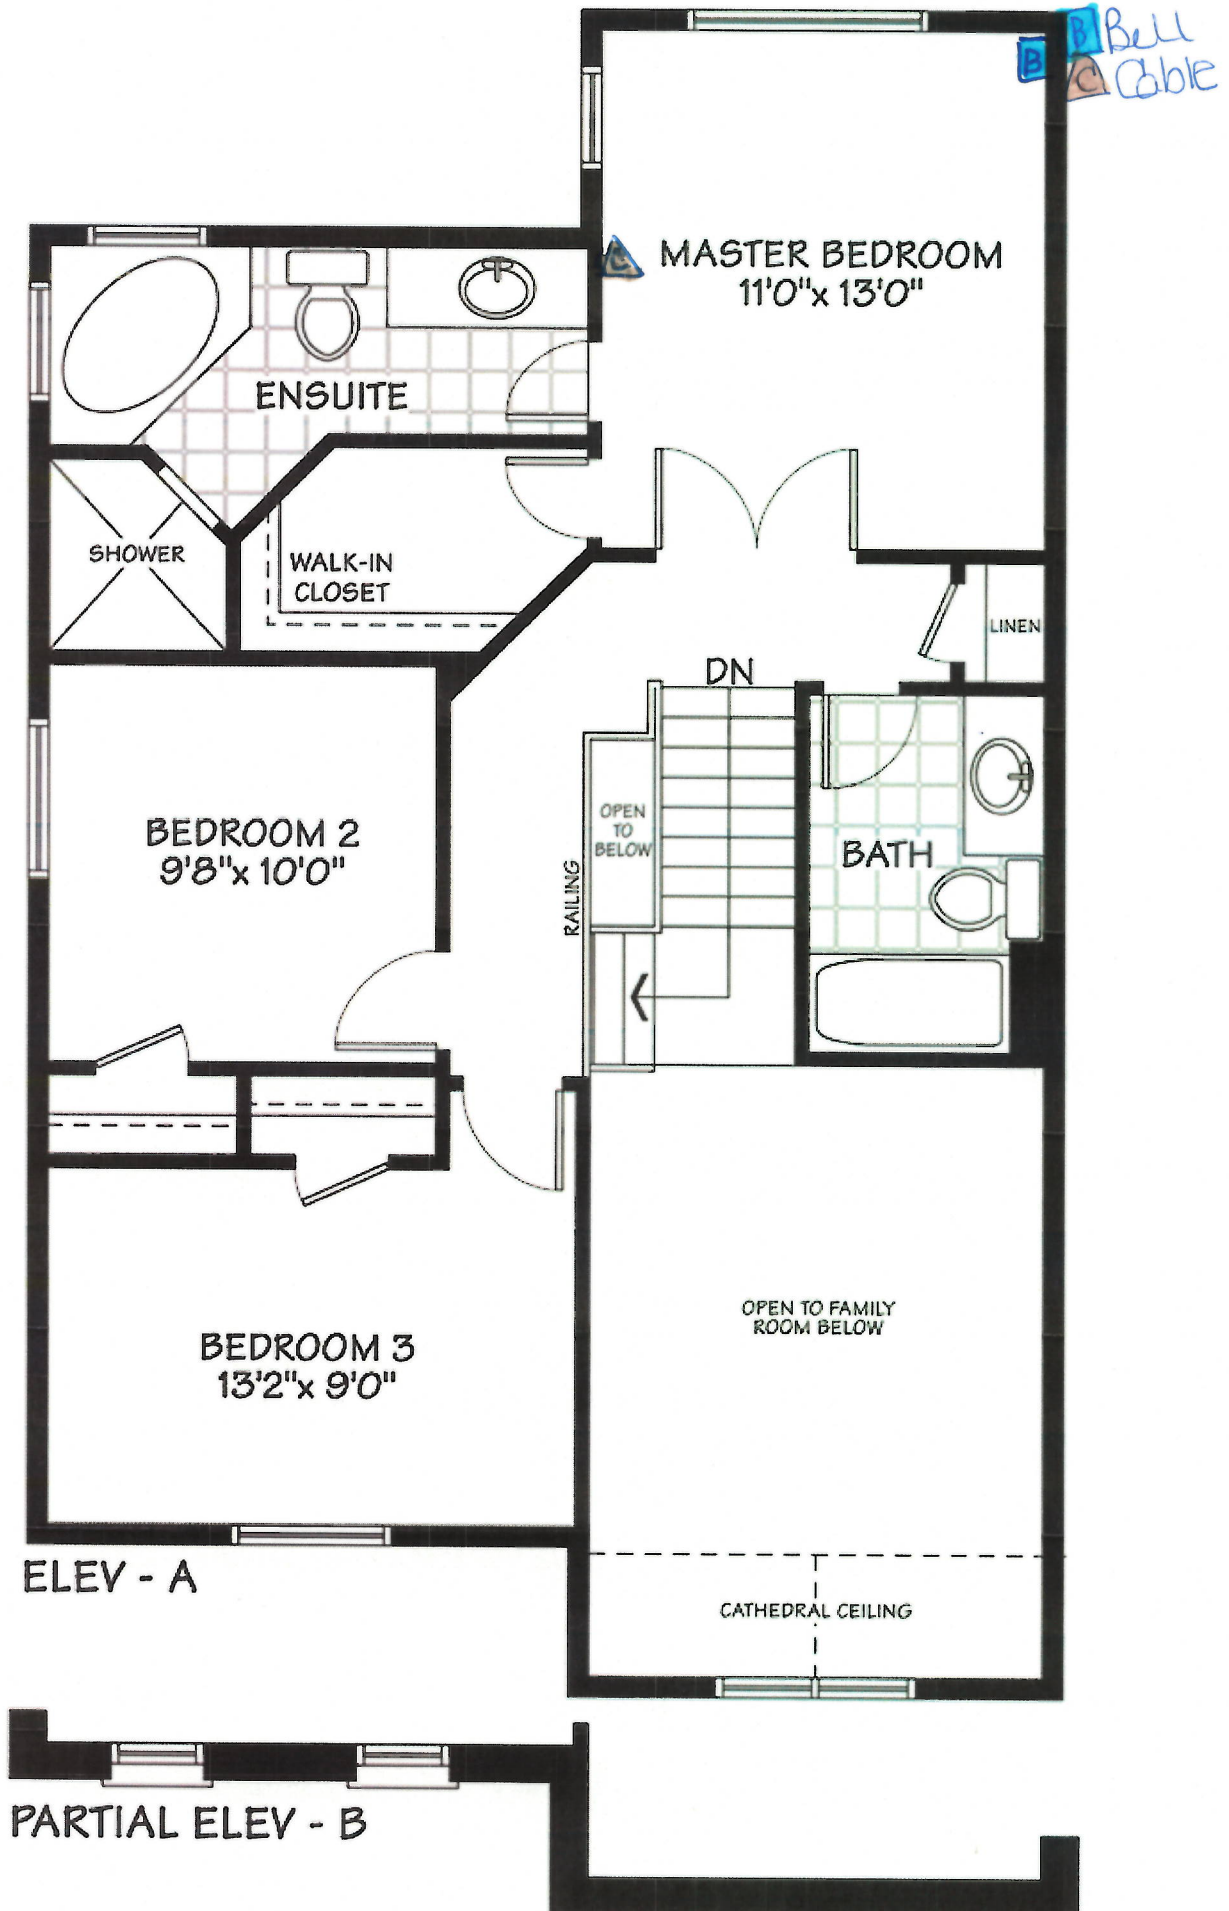 B Bell
B
C Cable
C
MASTER BEDROOM
11'0"x 13'0"
ENSUITE
SHOWER
WALK-IN
CLOSET
LINEN
DN
BEDROOM 2
9'8"x 10'0"
OPEN
TO
BELOW
RAILING
BATH
BEDROOM 3
13'2"x 9'0"
OPEN TO FAMILY
ROOM BELOW
ELEV - A
CATHEDRAL CEILING
PARTIAL ELEV - B